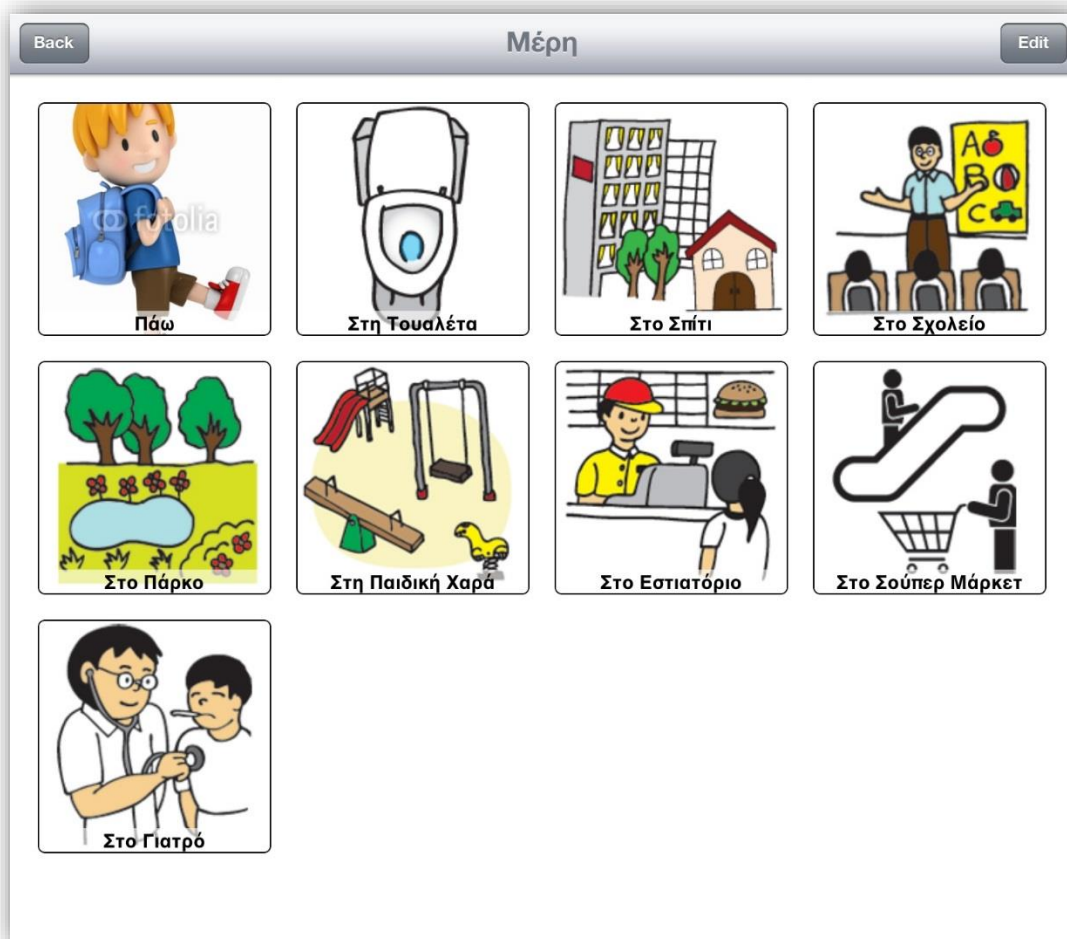 Back
Μέρη
Edit
fotolia
Πάω
Στη Τουαλέτα
Στο Σπίτι
Στο Σχολείο
A
B
C
Στο Πάρκο
Στη Παιδική Χαρά
Στο Εστιατόριο
Στο Σούπερ Μάρκετ
Στο Γιατρό